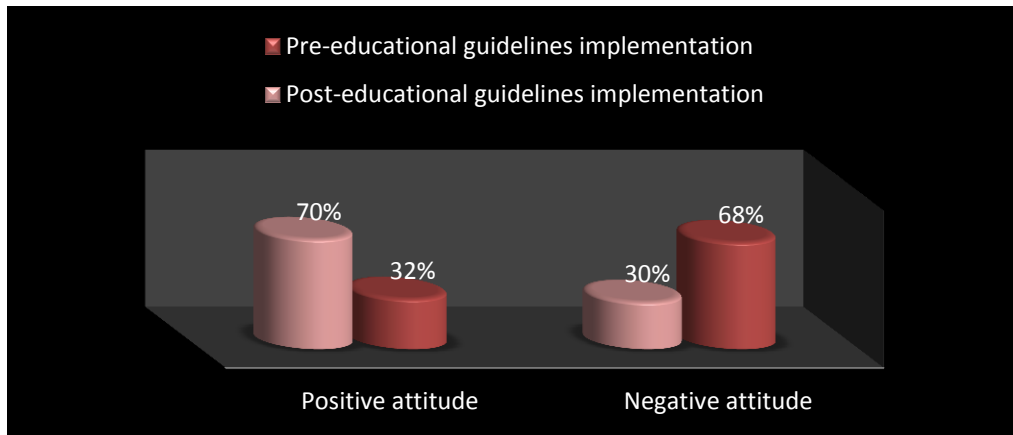 Pre-educational guidelines implementation
Post-educational guidelines implementation
70%
32%
30%
68%
Positive attitude
Negative attitude